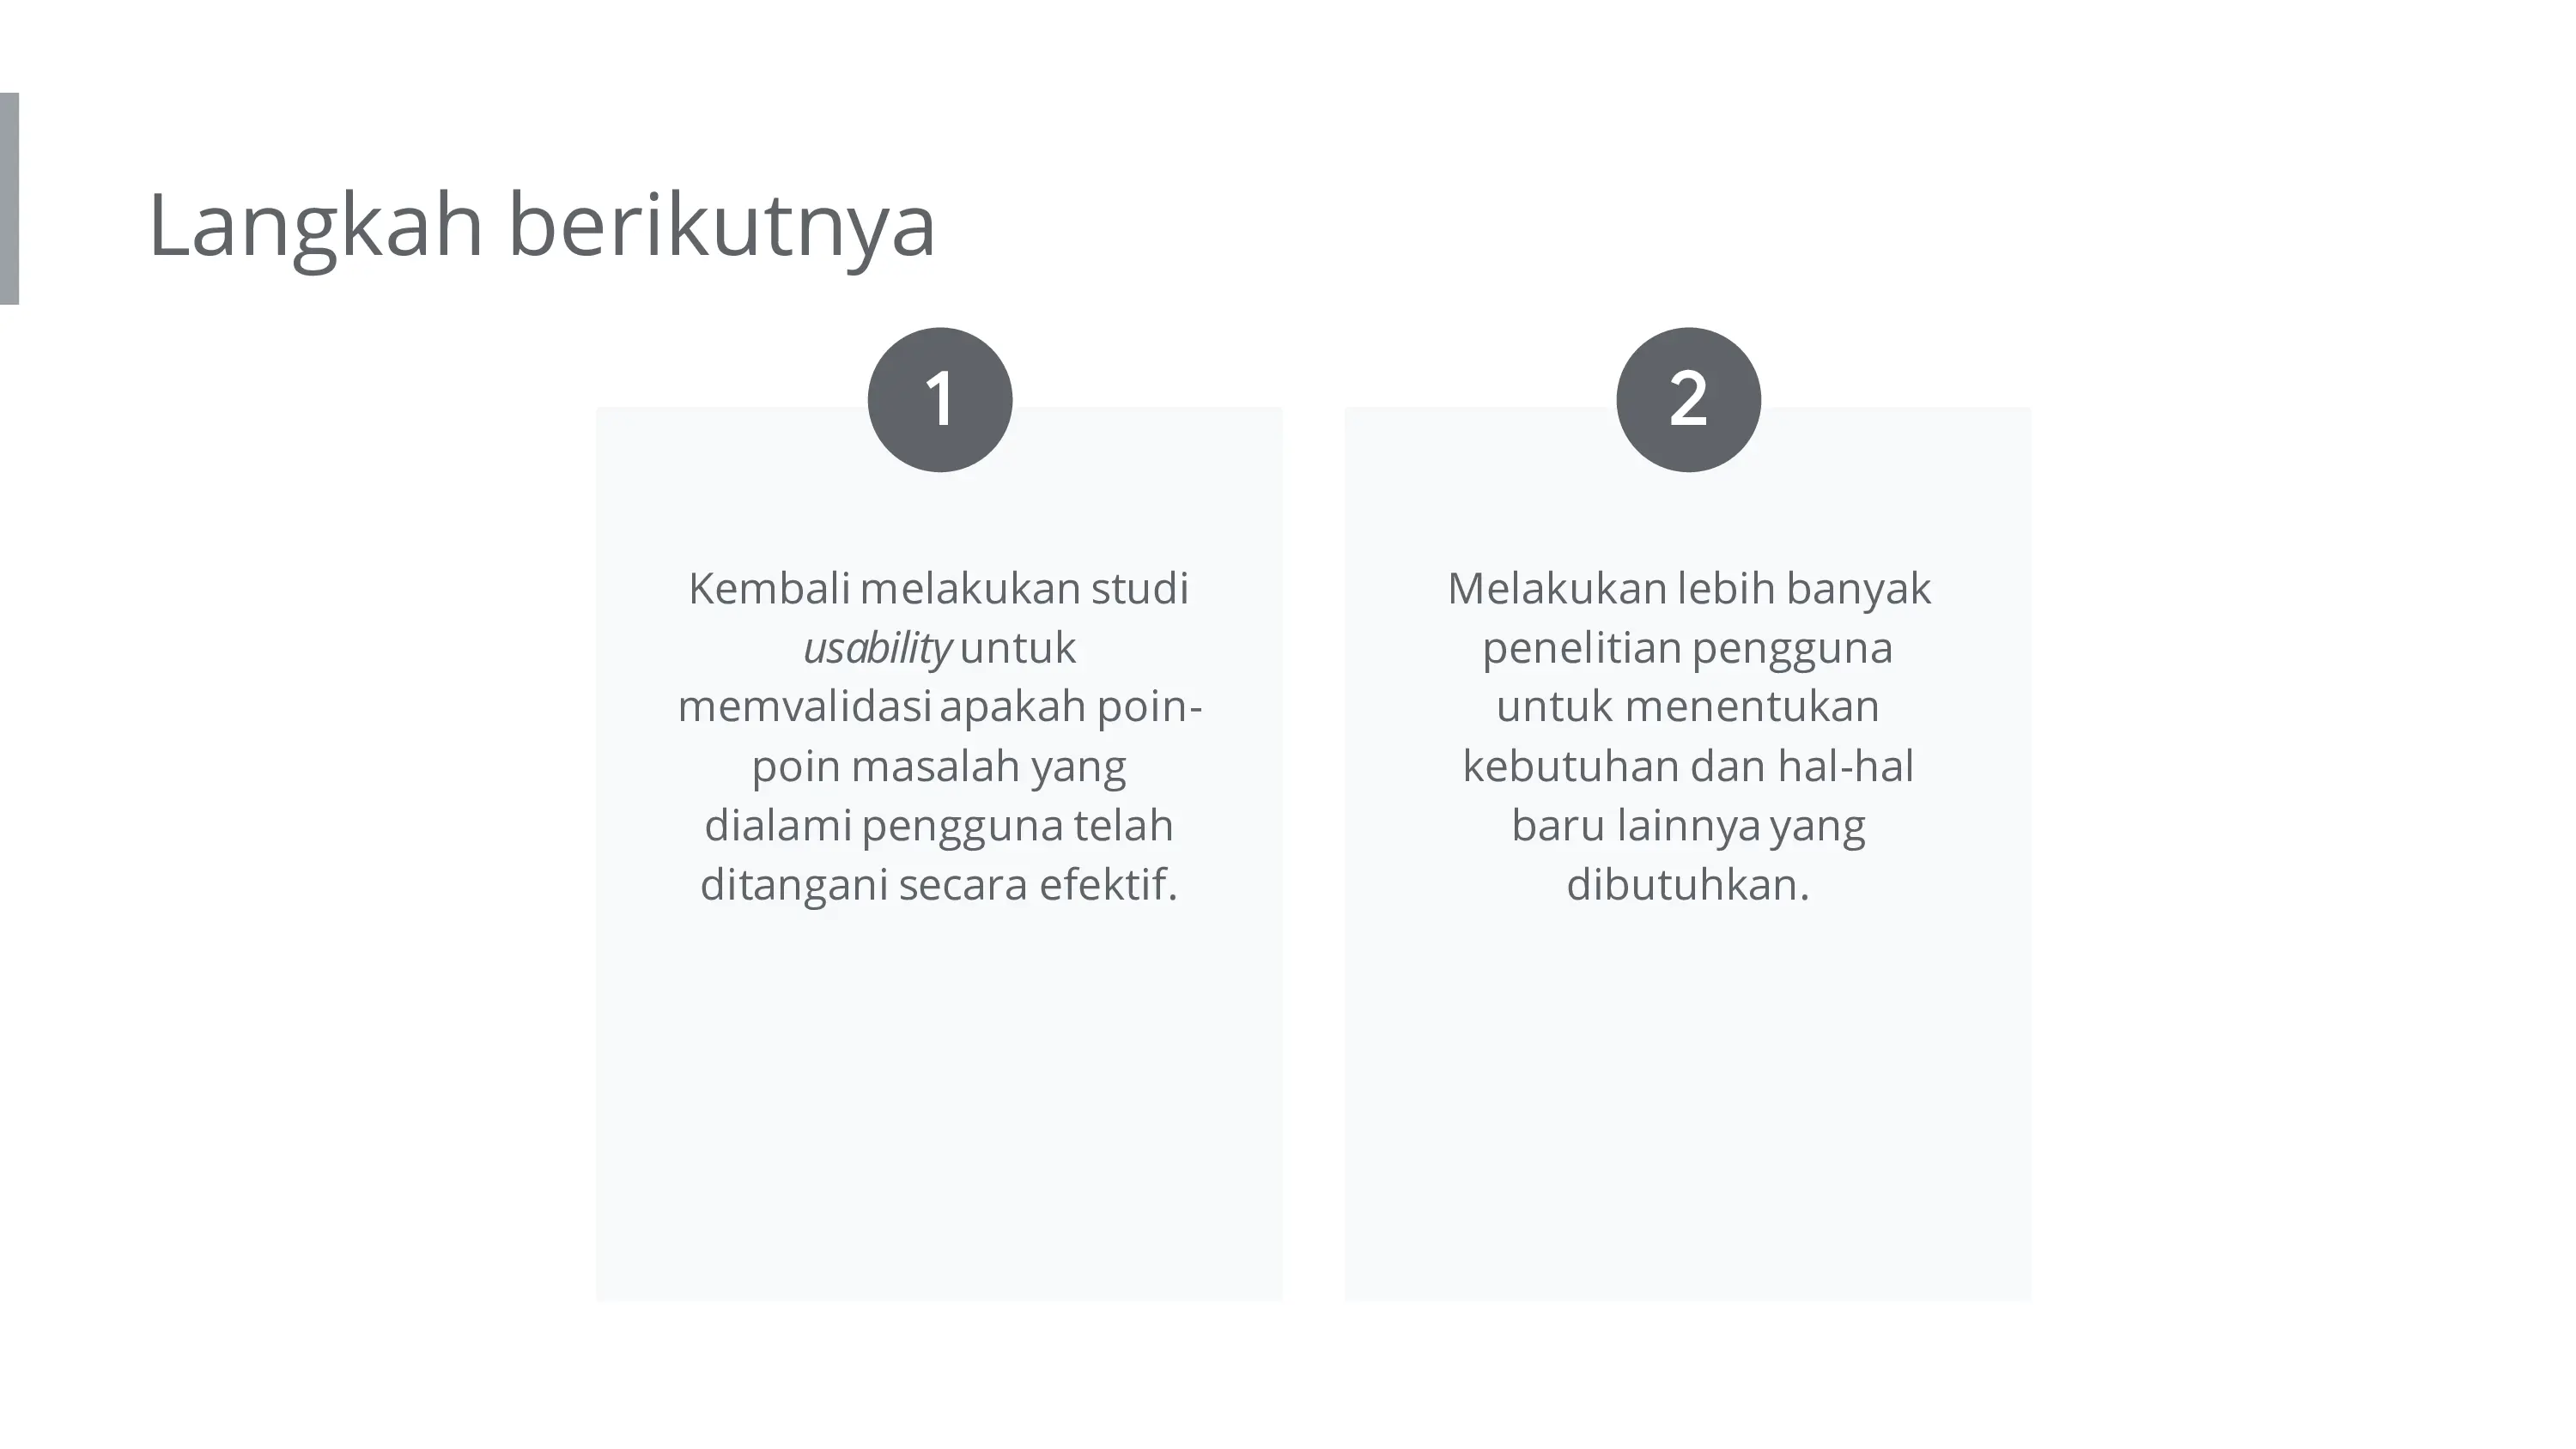 Langkah berikutnya
1
Kembali melakukan studi
usability untuk
memvalidasi apakah poin-
poin masalah yang
dialami pengguna telah
ditangani secara efektif.
2
Melakukan lebih banyak
penelitian pengguna
untuk menentukan
kebutuhan dan hal-hal
baru lainnya yang
dibutuhkan.